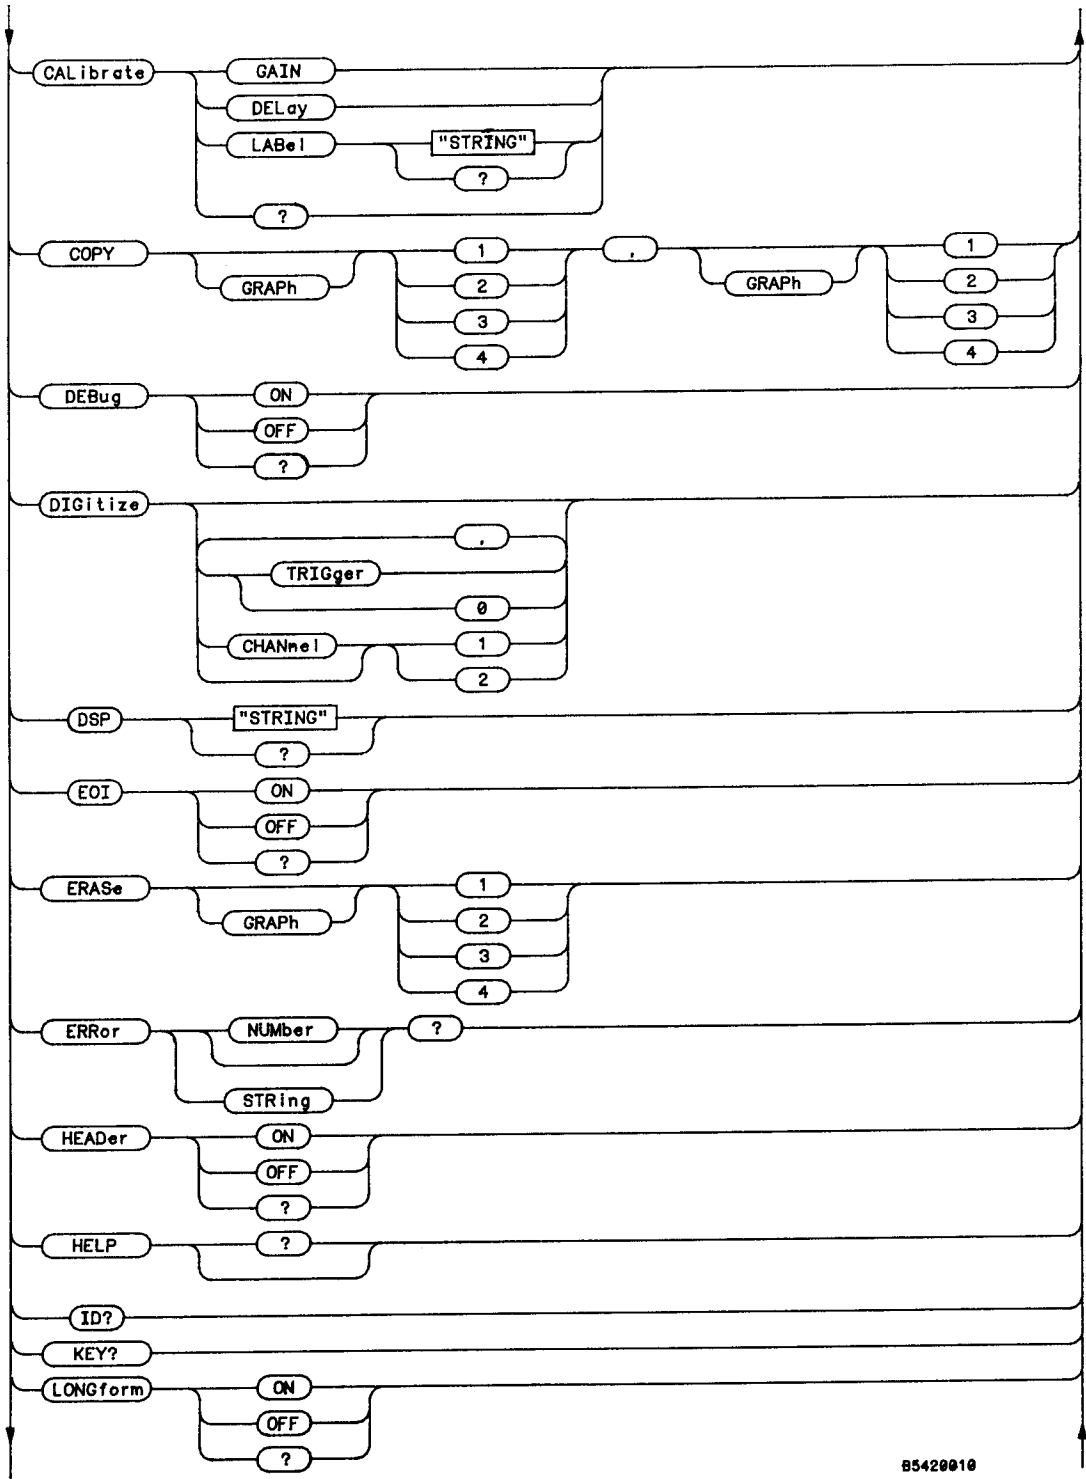 CALibrate GAIN
DELay
LABel "STRING"
?
?
COPY 1 , 1
GRAPh 2 GRAPh 2
3 3
4 4
DEBug ON
OFF
?
DIGitize
,
TRIGger
0
CHANnel 1
2
DSP "STRING"
?
EOI ON
OFF
?
ERASe 1
GRAPh 2
3
4
ERRor NUMber ?
STRing
HEADer ON
OFF
?
HELP ?
ID?
KEY?
LONGform ON
OFF
?
B5420010